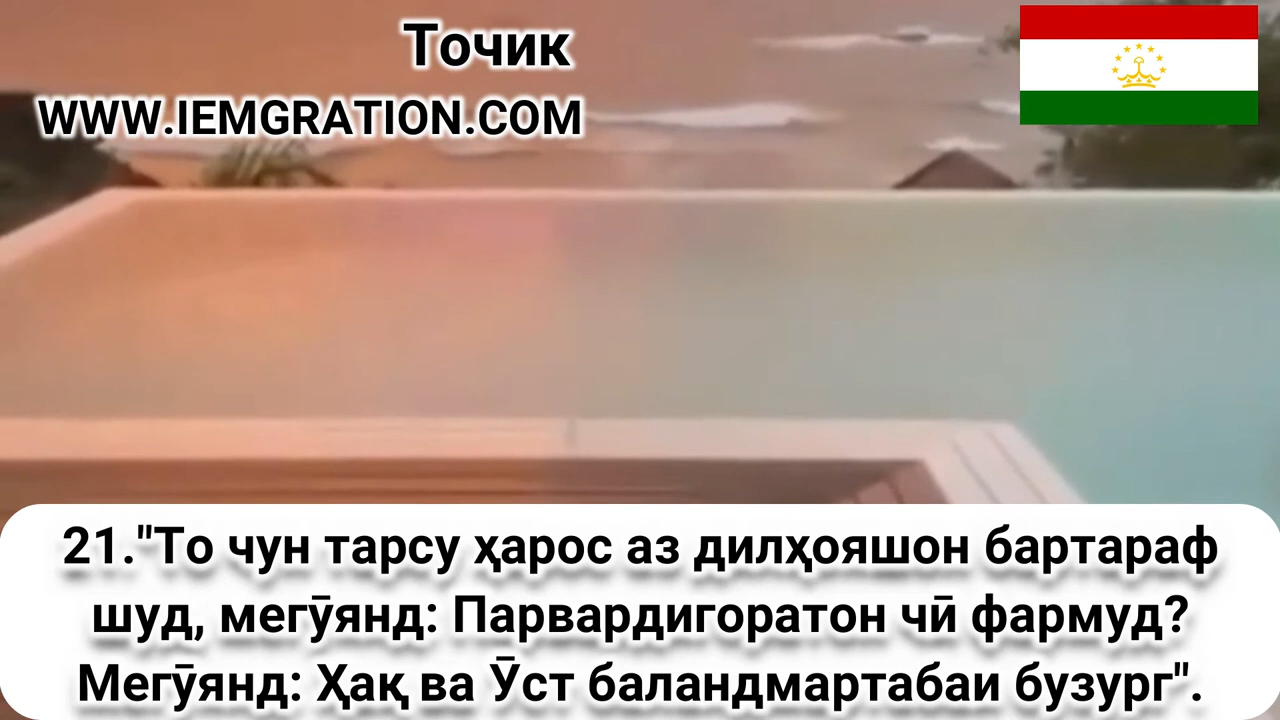 Точик
WWW.IEMGRATION.COM
21."То чун тарсу ҳарос аз дилҳояшон бартараф
шуд, мегӯянд: Парвардигоратон чӣ фармуд?
Мегӯянд: Ҳақ ва Ӯст баландмартабаи бузург".